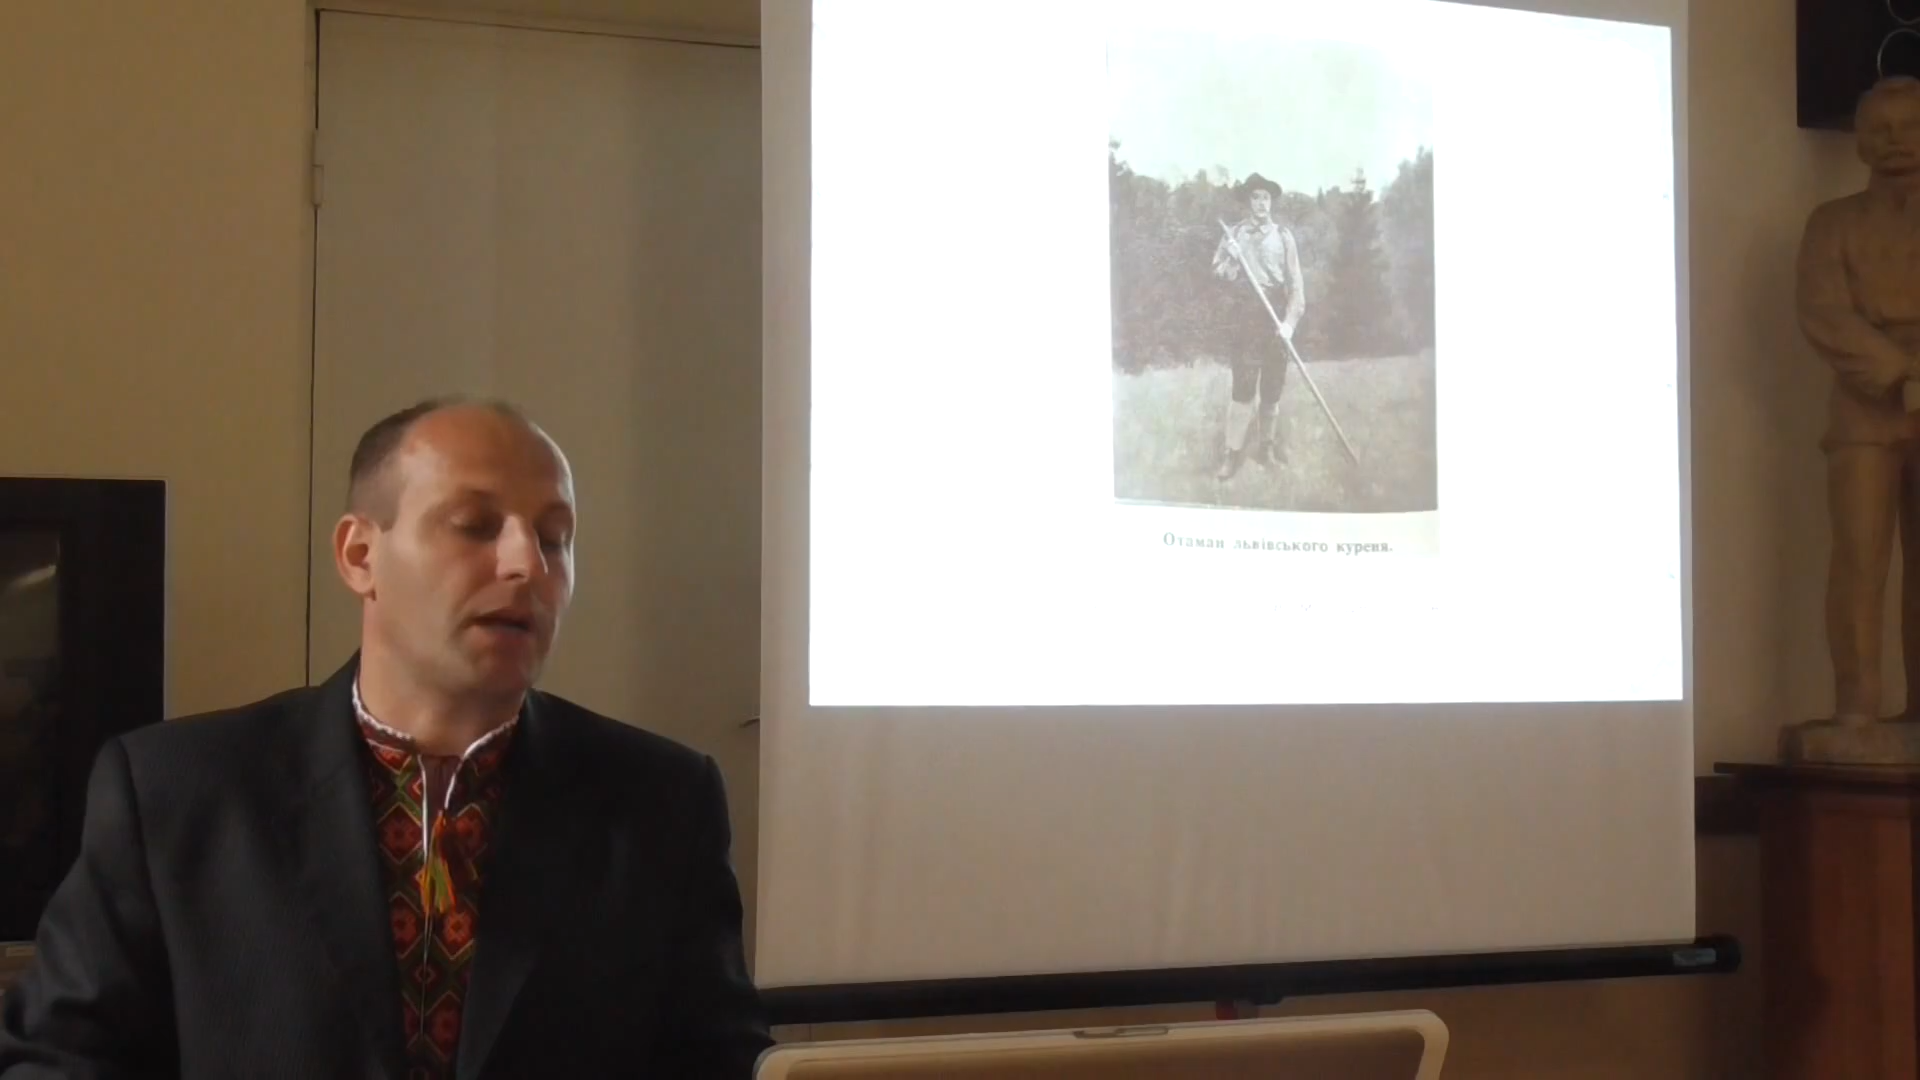 Отаман львівського куреня.